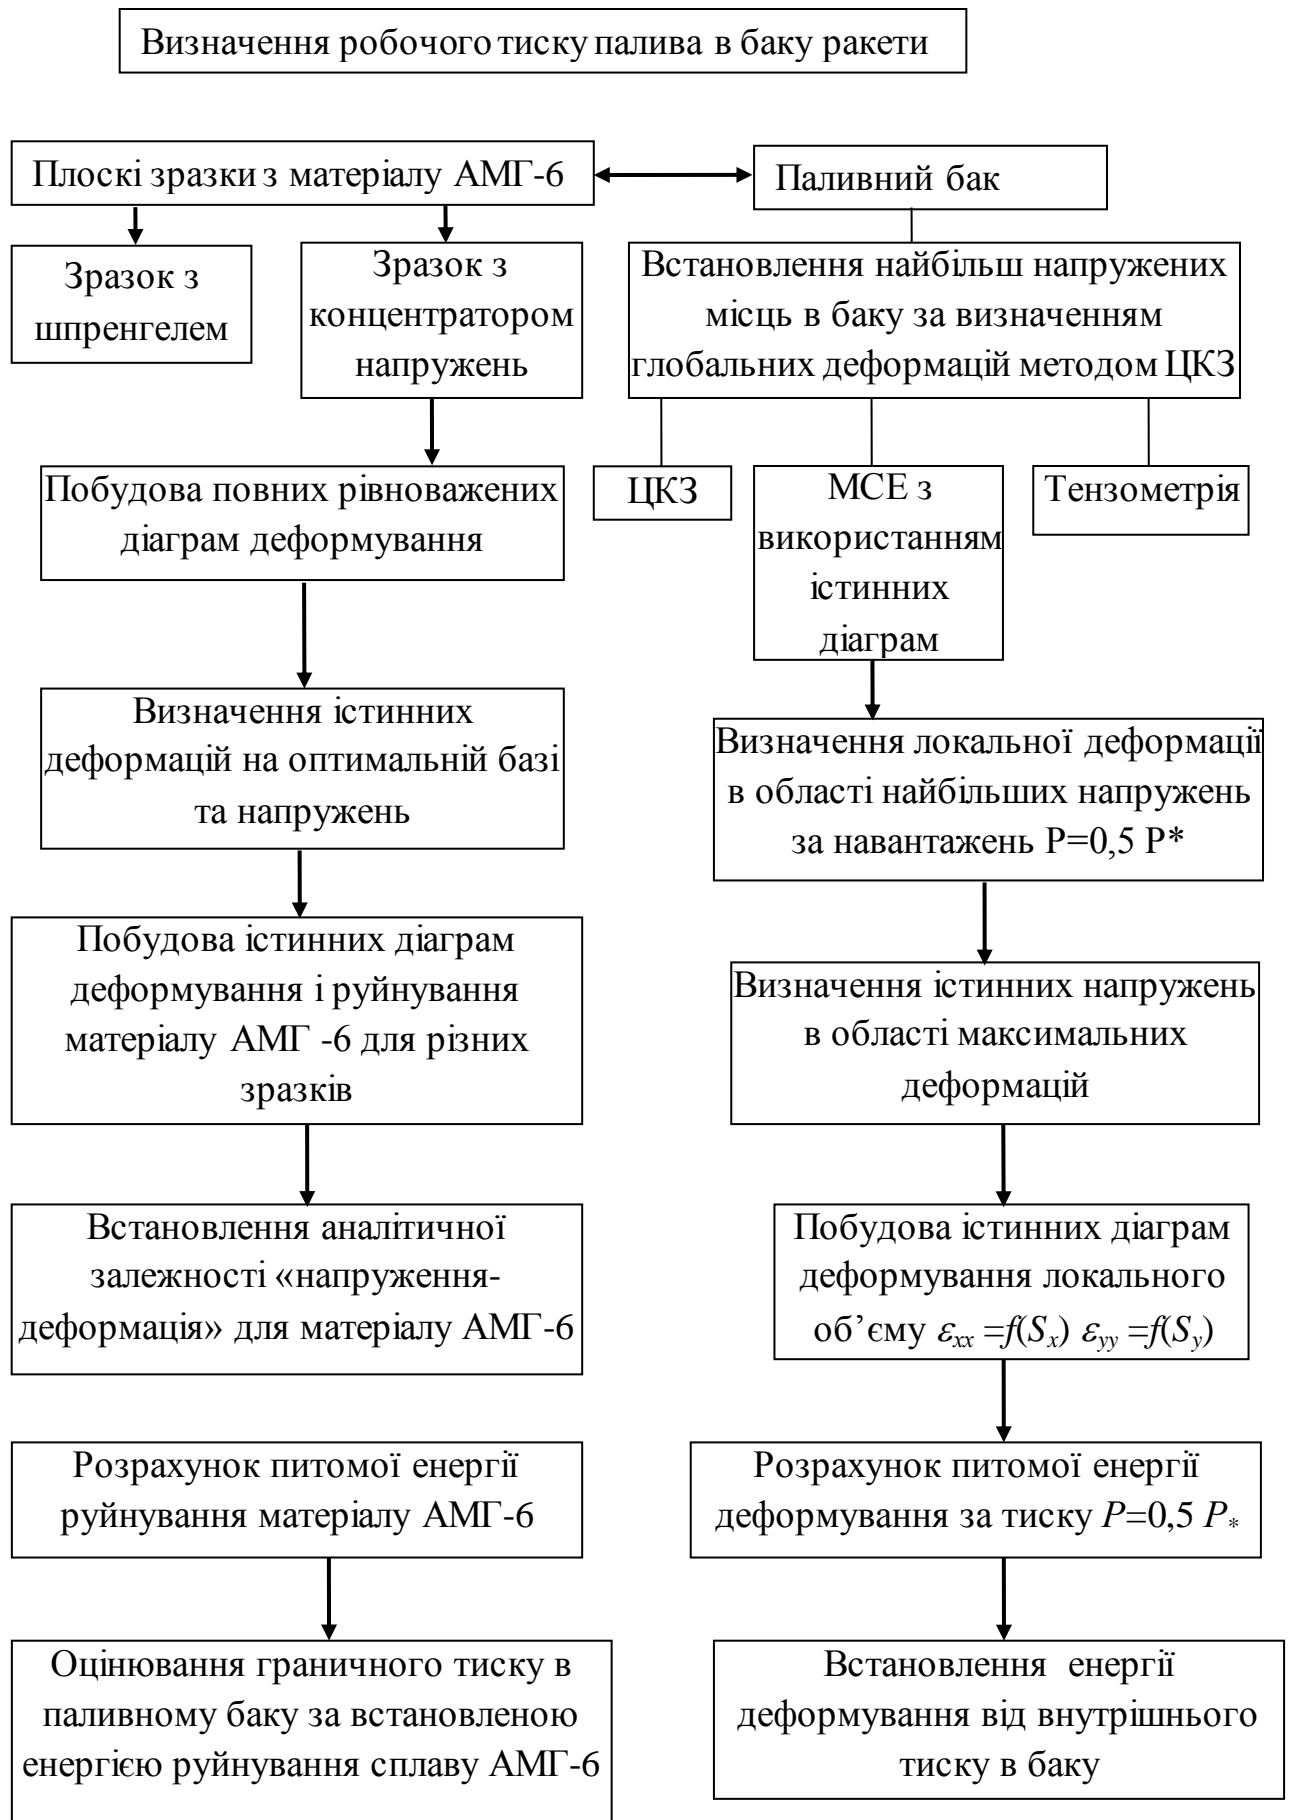 Визначення робочого тиску палива в баку ракети
Плоскі зразки з матеріалу АМГ-6
Паливний бак
Зразок з
шпренгелем
Зразок з
концентратором
напружень
Встановлення найбільш напружених
місць в баку за визначенням
глобальних деформацій методом ЦКЗ
ЦКЗ
МСЕ з
використанням
істинних
діаграм
Тензометрія
Побудова повних рівноважених
діаграм деформування
Визначення істинних
деформацій на оптимальній базі
та напружень
Визначення локальної деформації
в області найбільших напружень
за навантажень Р=0,5 Р*
Побудова істинних діаграм
деформування і руйнування
матеріалу АМГ -6 для різних
зразків
Визначення істинних напружень
в області максимальних
деформацій
Встановлення аналітичної
залежності «напруження-
деформація» для матеріалу АМГ-6
Побудова істинних діаграм
деформування локального
об’єму εxx =f(Sx) εyy =f(Sy)
Розрахунок питомої енергії
руйнування матеріалу АМГ-6
Розрахунок питомої енергії
деформування за тиску P=0,5 P*
Оцінювання граничного тиску в
паливному баку за встановленою
енергією руйнування сплаву АМГ-6
Встановлення енергії
деформування від внутрішнього
тиску в баку